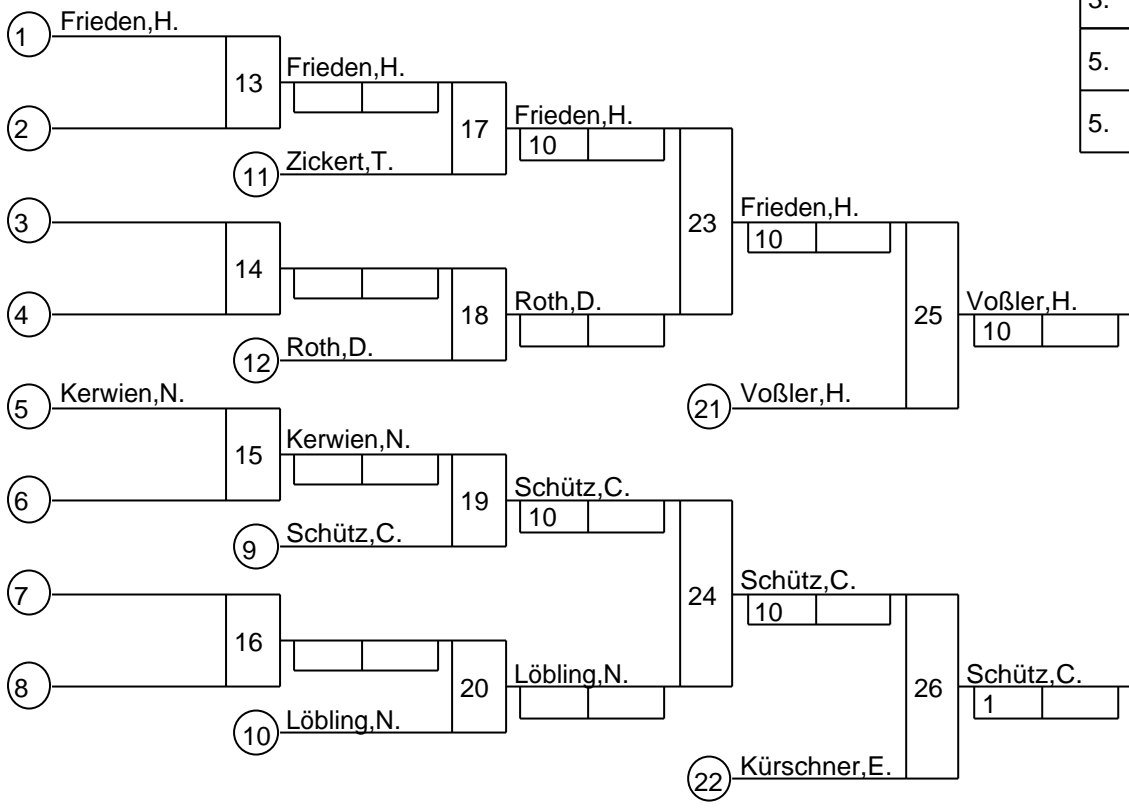 3.
1 Frieden,H.
13 Frieden,H.
5.
2
17 Frieden,H.
10
5.
11 Zickert,T.
3
23 Frieden,H.
10
14
4
18 Roth,D.
25 Voßler,H.
10
12 Roth,D.
5 Kerwien,N.
21 Voßler,H.
15 Kerwien,N.
6
19 Schütz,C.
10
9 Schütz,C.
7
24 Schütz,C.
10
16
8
20 Löbling,N.
26 Schütz,C.
1
10 Löbling,N.
22 Kürschner,E.